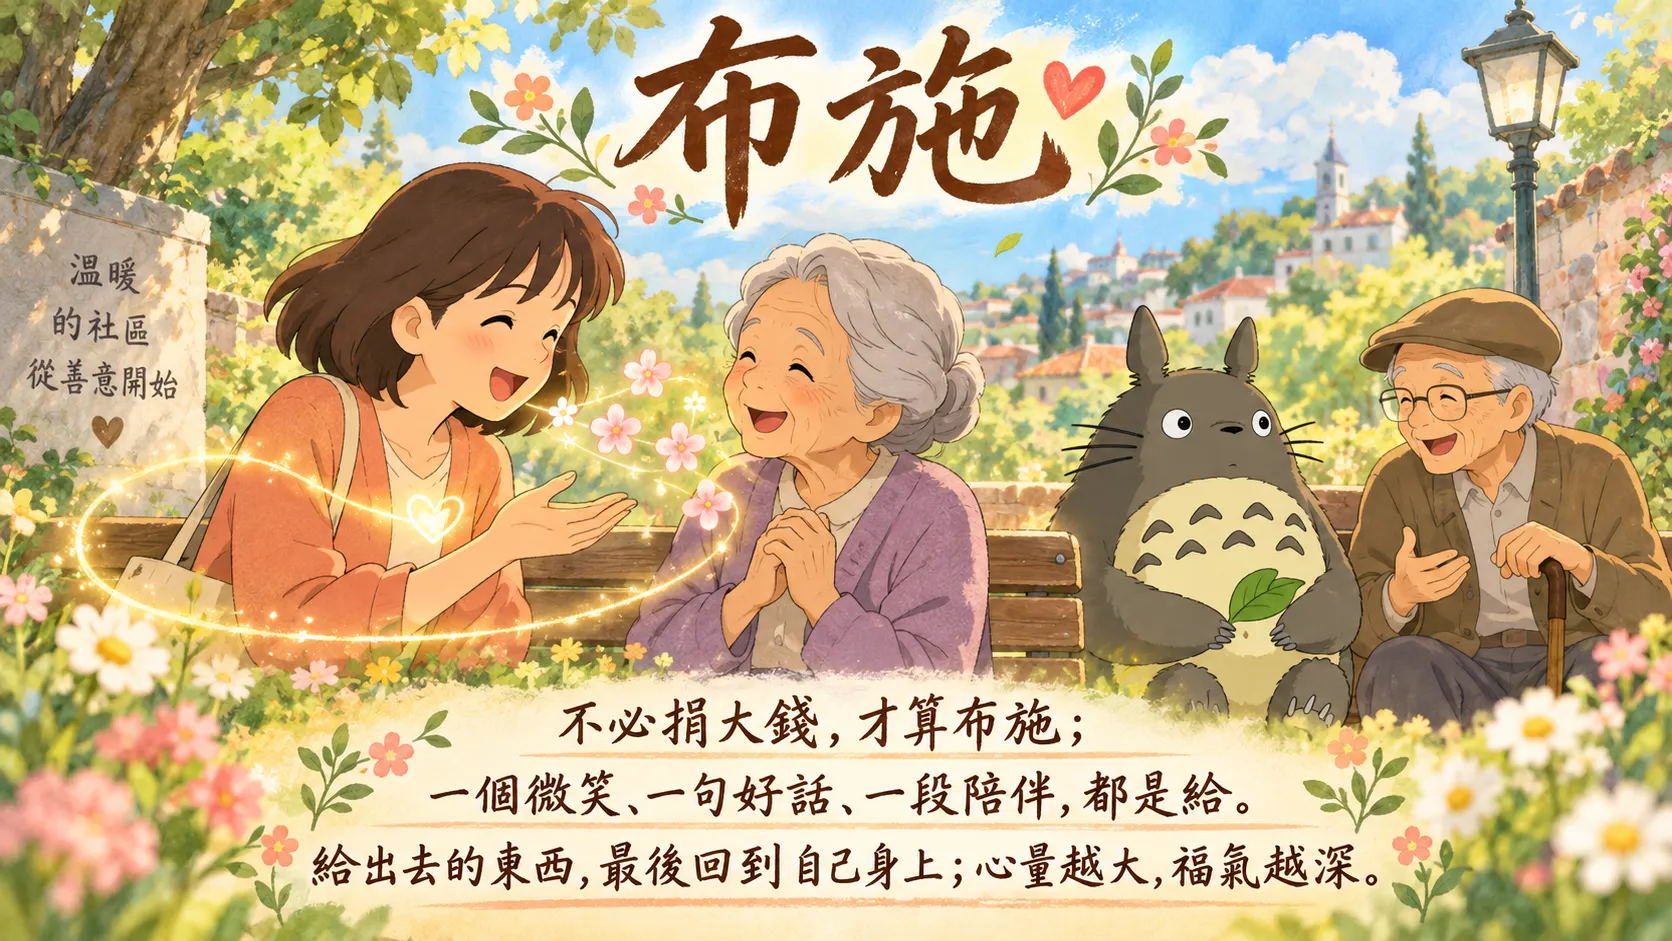 布施
溫暖
的社區
從善意開始
不必捐大錢，才算布施；
一個微笑、一句好話、一段陪伴，都是給。
給出去的東西，最後回到自己身上；心量越大，福氣越深。